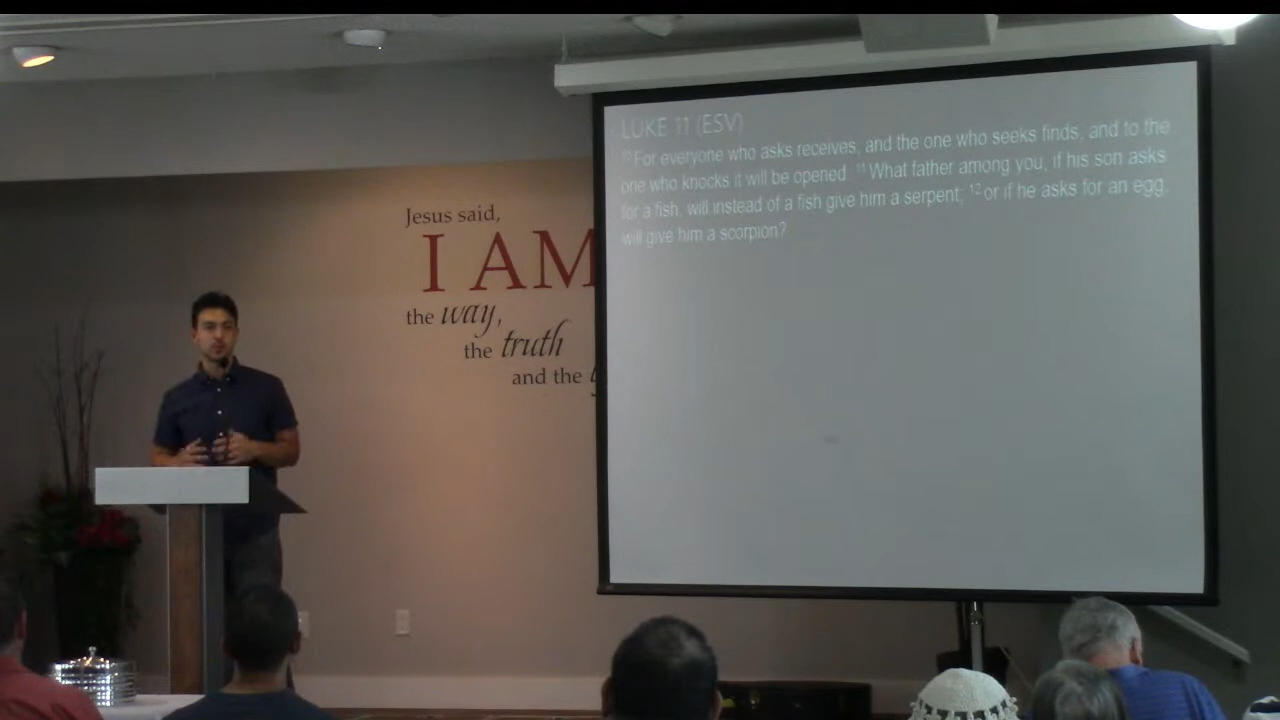 Jesus said,
I AM
the way,
the truth
and the
LUKE 11 (ESV)
10 For everyone who asks receives, and the one who seeks finds, and to the
one who knocks it will be opened. 11 What father among you, if his son asks
for a fish, will instead of a fish give him a serpent; 12 or if he asks for an egg,
will give him a scorpion?